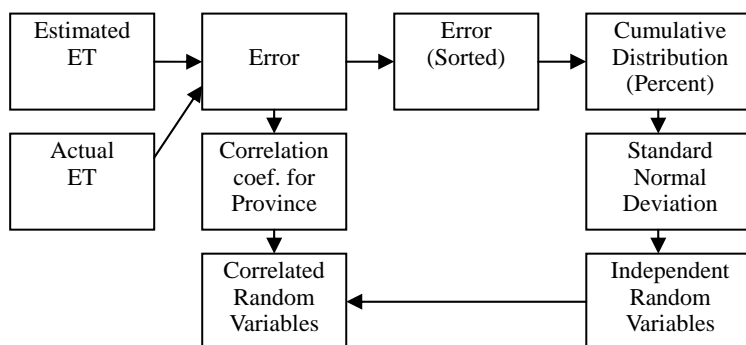 Estimated
ET
Error
Error
(Sorted)
Cumulative
Distribution
(Percent)
Actual
ET
Correlation
coef. for
Province
Standard
Normal
Deviation
Correlated
Random
Variables
Independent
Random
Variables